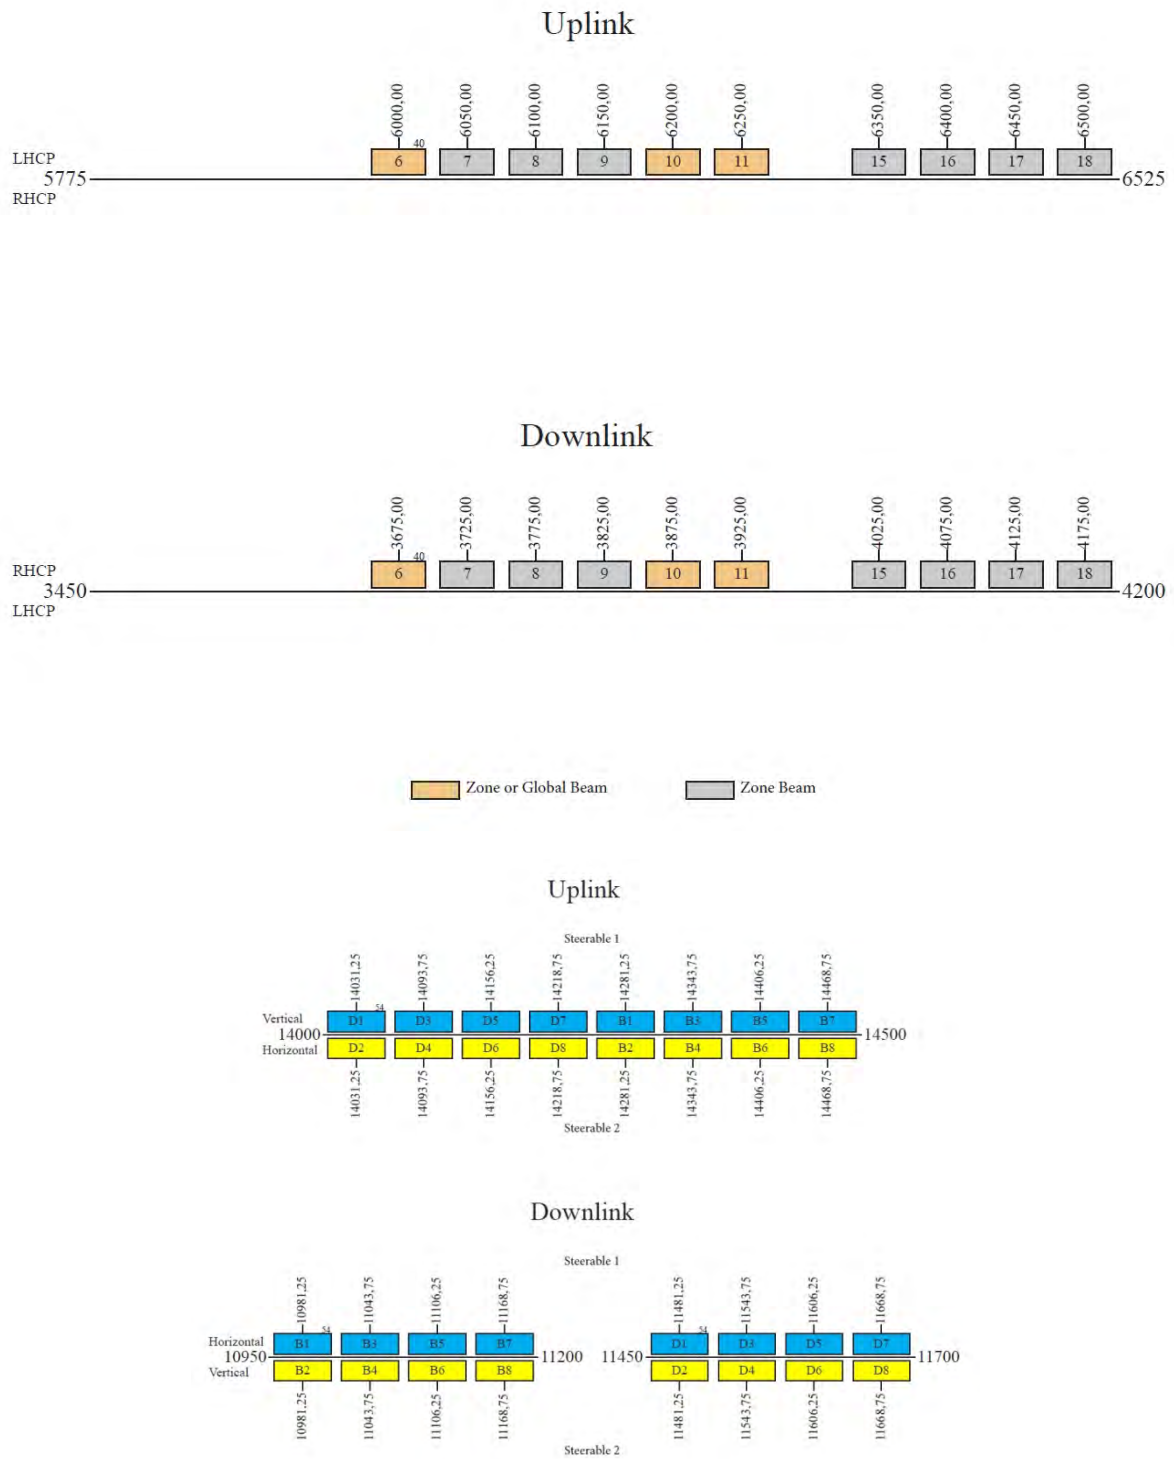 Uplink
6000,00 6050,00 6100,00 6150,00 6200,00 6250,00 6350,00 6400,00 6450,00 6500,00
40
LHCP 6 7 8 9 10 11 15 16 17 18
5775 6525
RHCP
Downlink
3675,00 3725,00 3775,00 3825,00 3875,00 3925,00 4025,00 4075,00 4125,00 4175,00
40
RHCP 6 7 8 9 10 11 15 16 17 18
3450 4200
LHCP
Zone or Global Beam Zone Beam
Uplink
Steerable 1
14031,25 14093,75 14156,25 14218,75 14281,25 14343,75 14406,25 14468,75
54
Vertical D1 D3 D5 D7 B1 B3 B5 B7
14000 14500
Horizontal D2 D4 D6 D8 B2 B4 B6 B8
14031,25 14093,75 14156,25 14218,75 14281,25 14343,75 14406,25 14468,75
Steerable 2
Downlink
Steerable 1
10981,25 11043,75 11106,25 11168,75 11481,25 11543,75 11606,25 11668,75
54 54
Horizontal B1 B3 B5 B7 D1 D3 D5 D7
10950 11200 11450 11700
Vertical B2 B4 B6 B8 D2 D4 D6 D8
10981,25 11043,75 11106,25 11168,75 11481,25 11543,75 11606,25 11668,75
Steerable 2